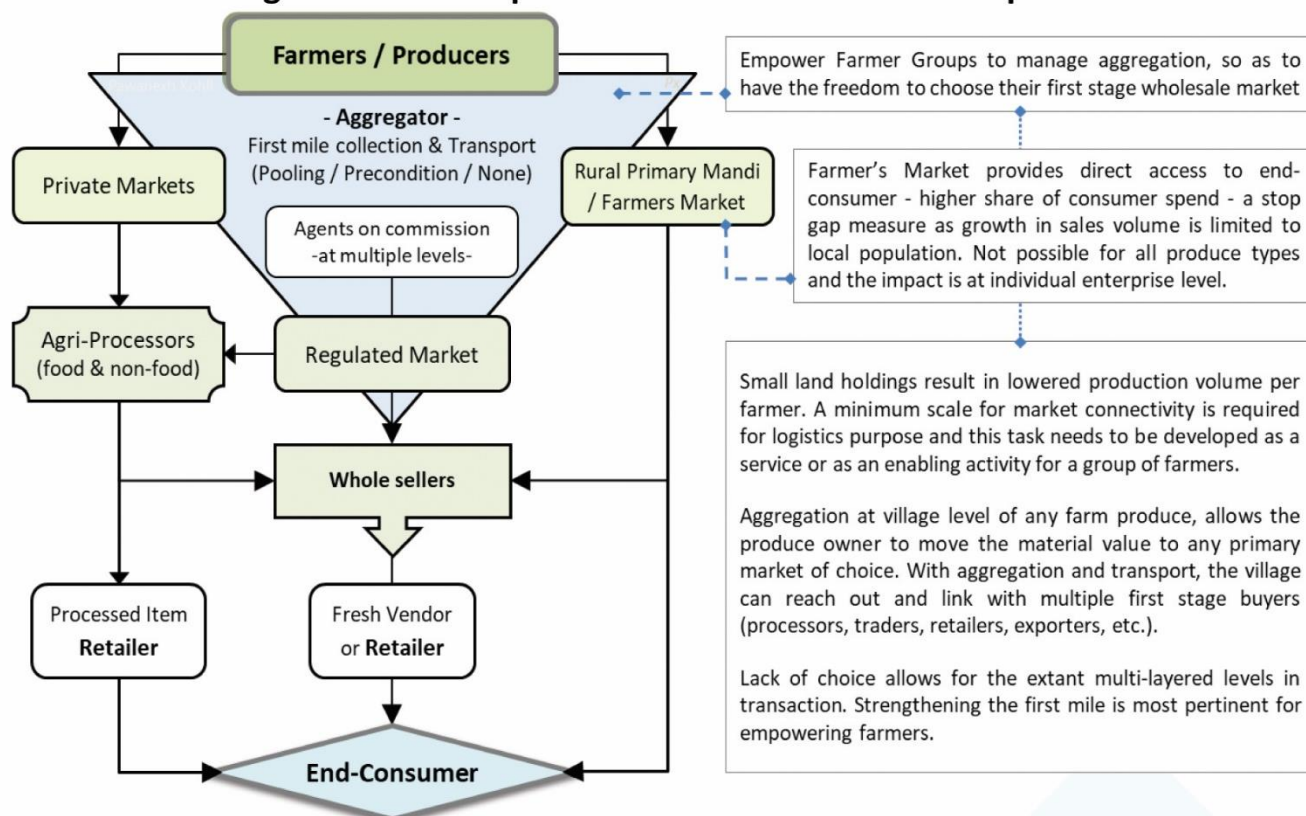 Farmers / Producers
- Aggregator -
First mile collection & Transport
(Pooling / Precondition / None)
Private Markets
Rural Primary Mandi
/ Farmers Market
Agents on commission
-at multiple levels-
Agri-Processors
(food & non-food)
Regulated Market
Whole sellers
Processed Item
Retailer
Fresh Vendor
or Retailer
End-Consumer
Empower Farmer Groups to manage aggregation, so as to
have the freedom to choose their first stage wholesale market
Farmer's Market provides direct access to end-
consumer - higher share of consumer spend - a stop
gap measure as growth in sales volume is limited to
local population. Not possible for all produce types
and the impact is at individual enterprise level.
Small land holdings result in lowered production volume per
farmer. A minimum scale for market connectivity is required
for logistics purpose and this task needs to be developed as a
service or as an enabling activity for a group of farmers.
Aggregation at village level of any farm produce, allows the
produce owner to move the material value to any primary
market of choice. With aggregation and transport, the village
can reach out and link with multiple first stage buyers
(processors, traders, retailers, exporters, etc.).
Lack of choice allows for the extant multi-layered levels in
transaction. Strengthening the first mile is most pertinent for
empowering farmers.